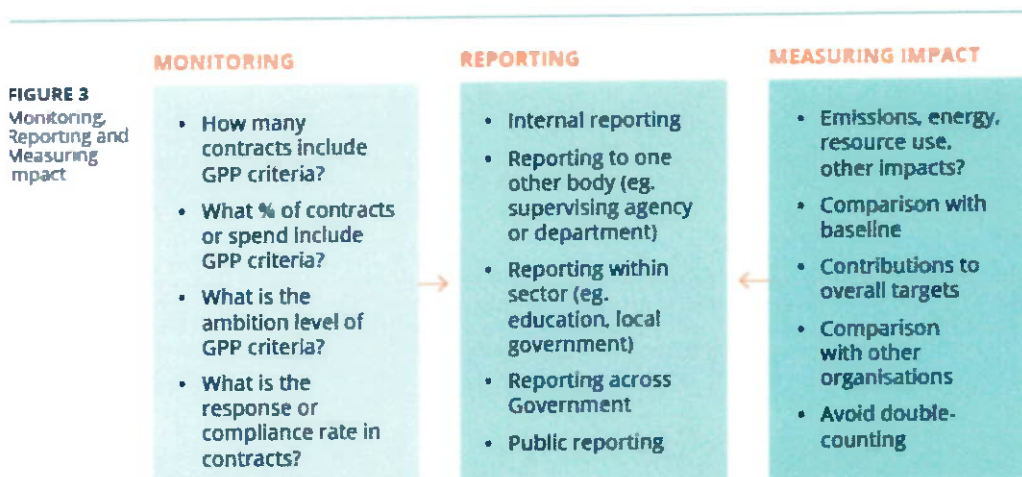 FIGURE 3
Monitoring,
Reporting and
Measuring
Impact
MONITORING
• How many
contracts include
GPP criteria?
• What % of contracts
or spend include
GPP criteria?
• What is the
ambition level of
GPP criteria?
• What is the
response or
compliance rate in
contracts?
REPORTING
• Internal reporting
• Reporting to one
other body (eg.
supervising agency
or department)
• Reporting within
sector (eg.
education, local
government)
• Reporting across
Government
• Public reporting
MEASURING IMPACT
• Emissions, energy,
resource use,
other impacts?
• Comparison with
baseline
• Contributions to
overall targets
• Comparison
with other
organisations
• Avoid double-
counting